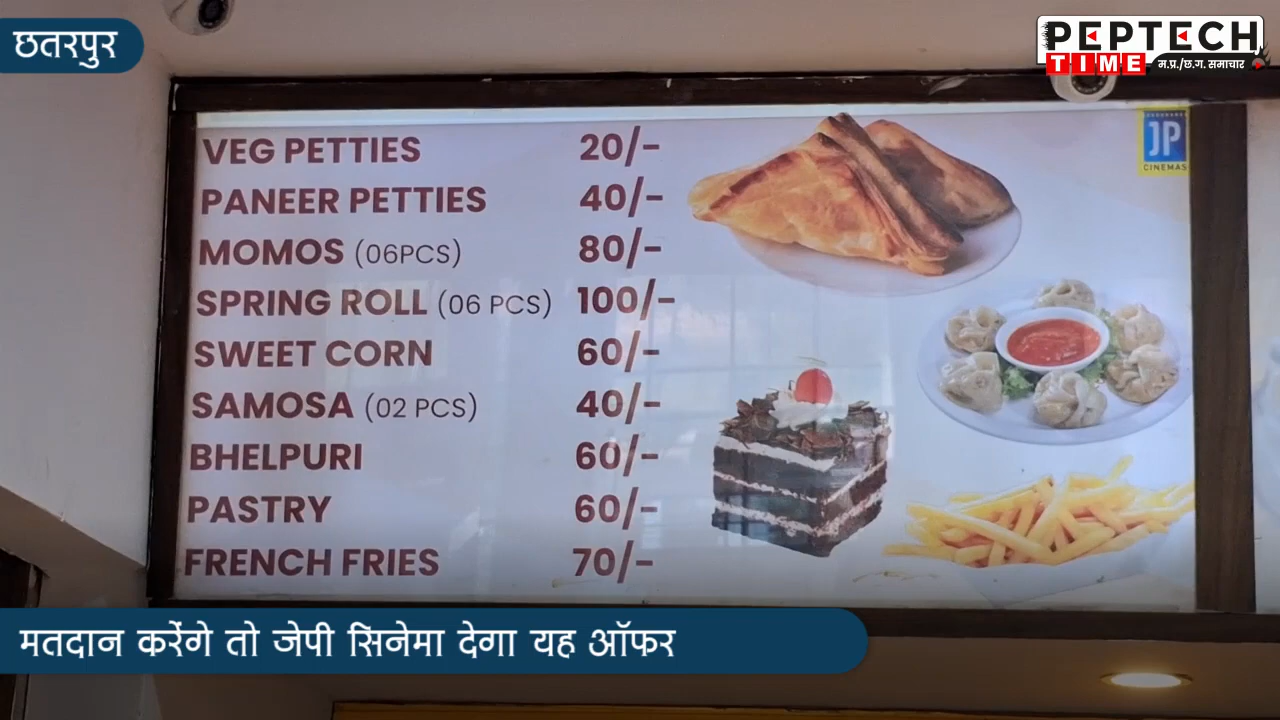 छतरपुर
PEPTECH
TIME म.प्र./छ.ग. समाचार
JP
CINEMAS
VEG PETTIES 20/-
PANEER PETTIES 40/-
MOMOS (06PCS) 80/-
SPRING ROLL (06 PCS) 100/-
SWEET CORN 60/-
SAMOSA (02 PCS) 40/-
BHELPURI 60/-
PASTRY 60/-
FRENCH FRIES 70/-
मतदान करेंगे तो जेपी सिनेमा देगा यह ऑफर